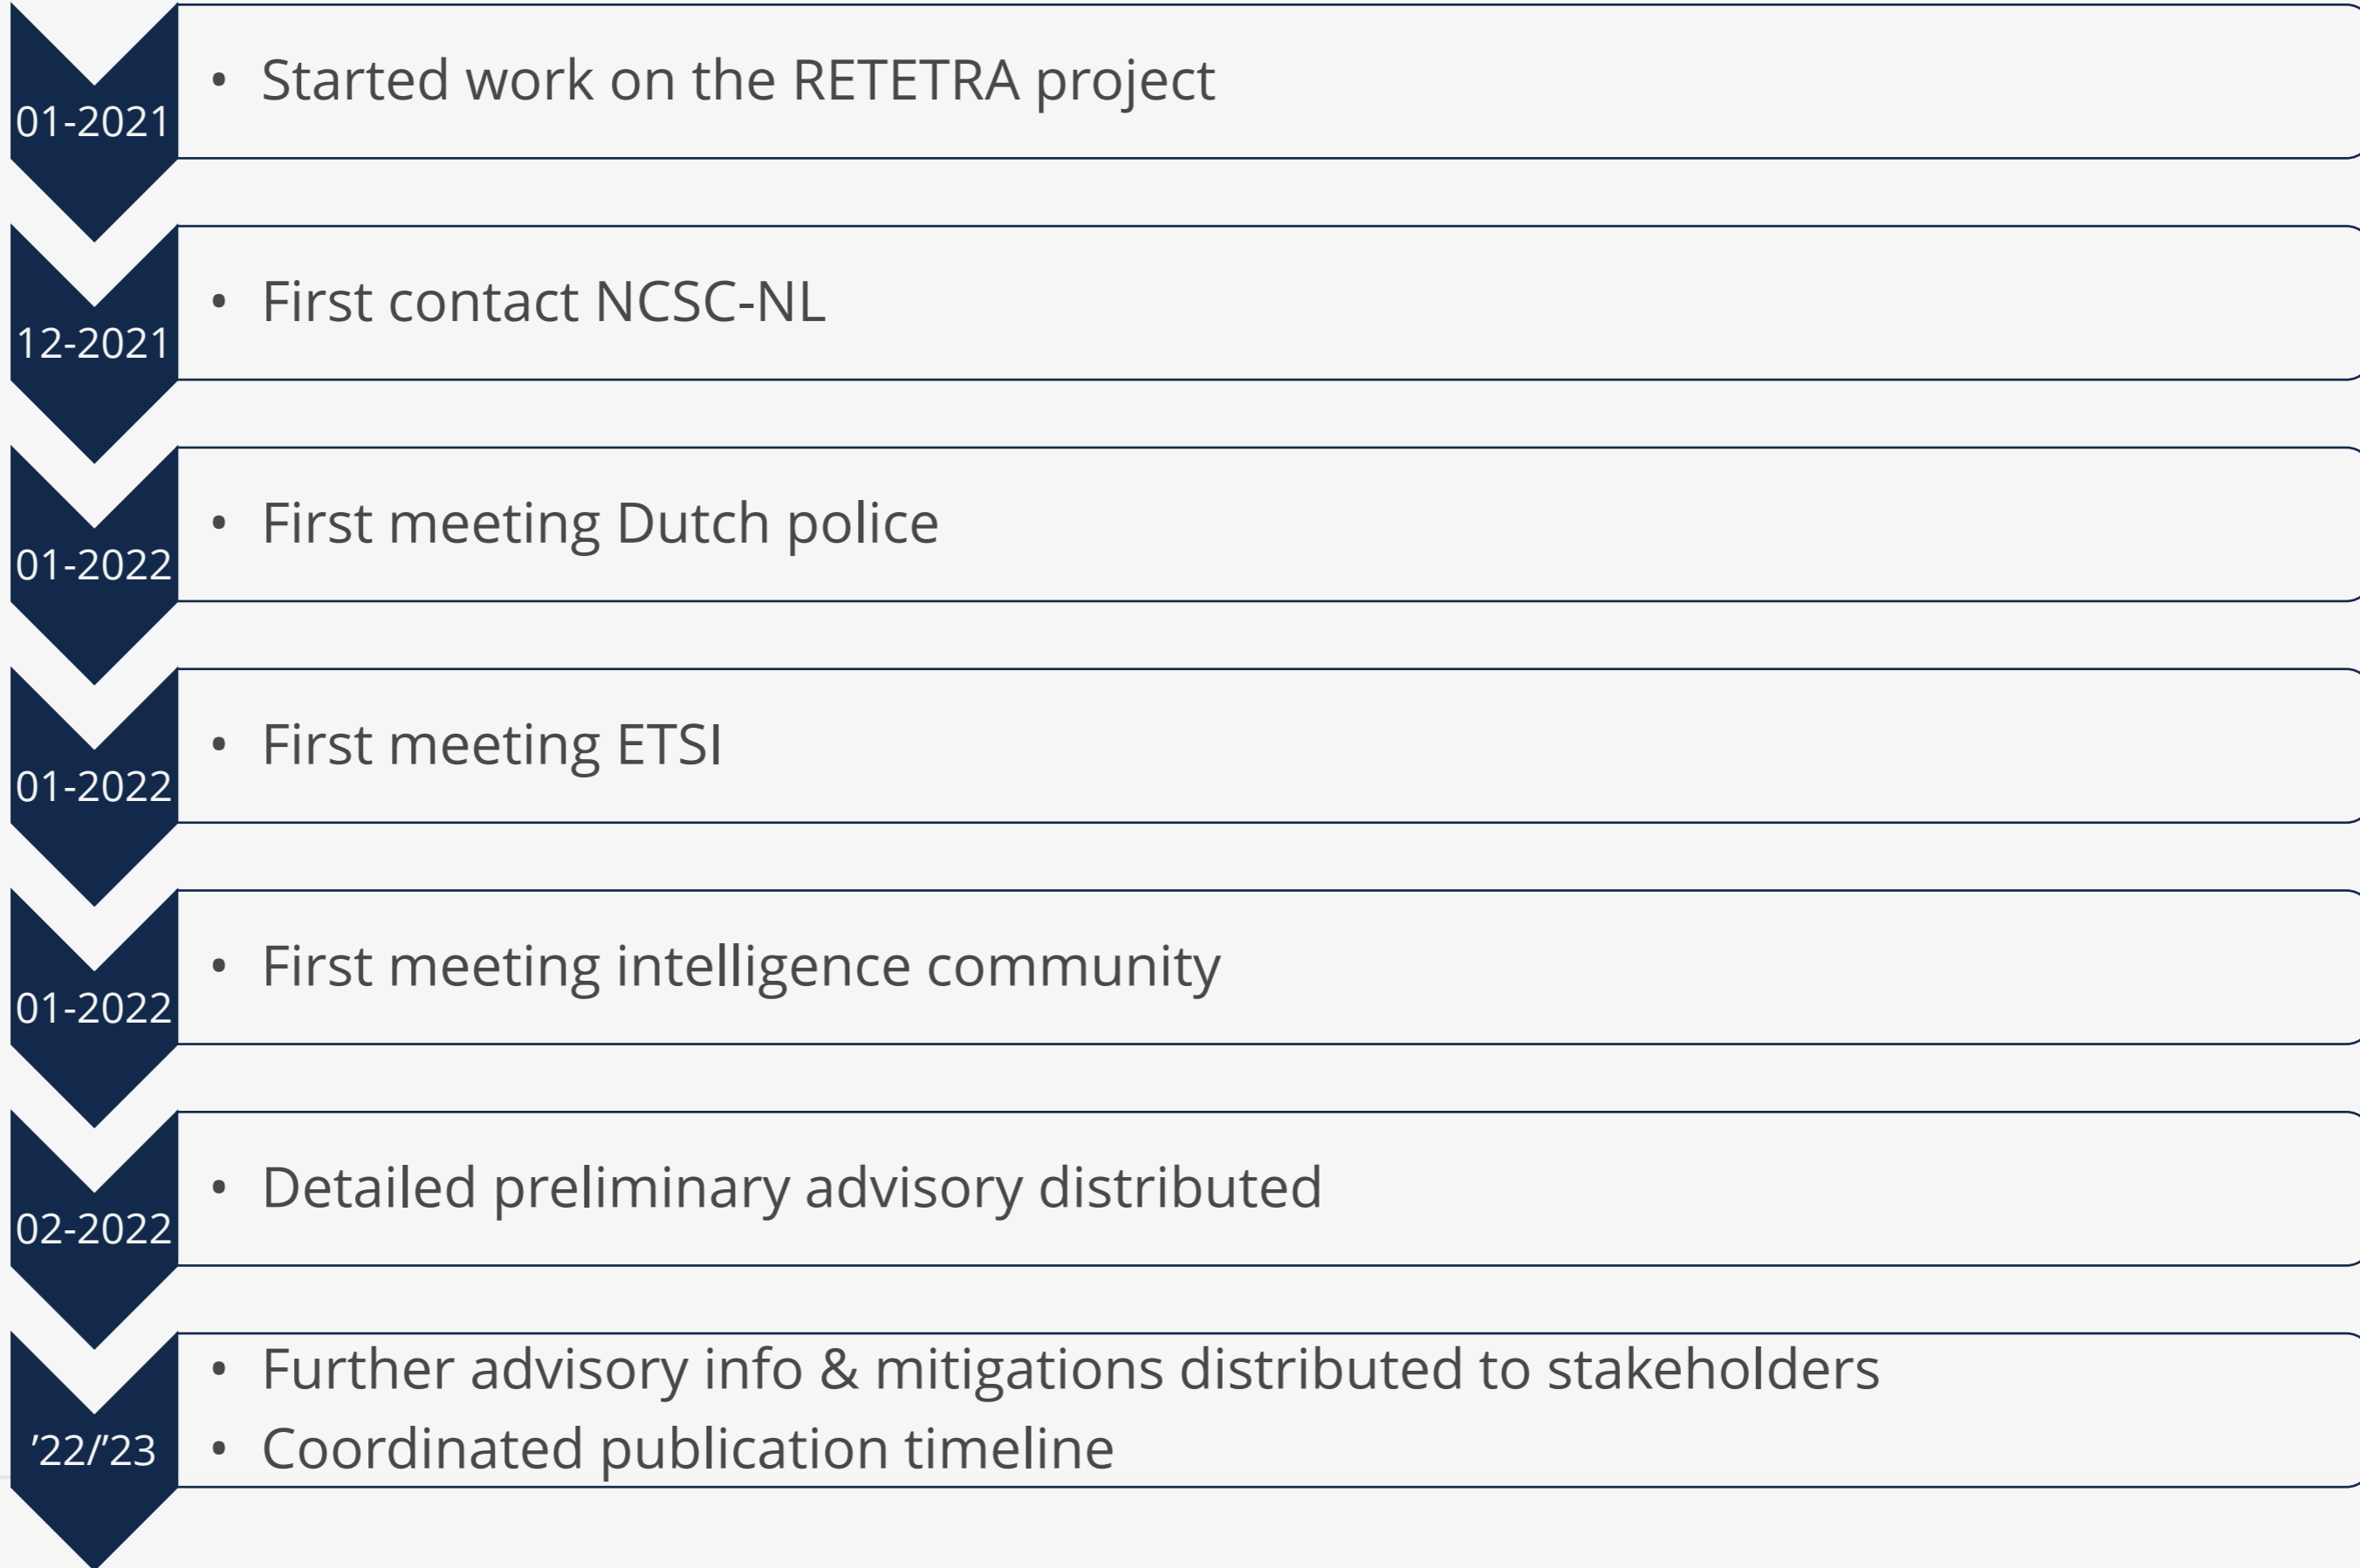 01-2021
• Started work on the RETETRA project
12-2021
• First contact NCSC-NL
01-2022
• First meeting Dutch police
01-2022
• First meeting ETSI
01-2022
• First meeting intelligence community
02-2022
• Detailed preliminary advisory distributed
’22/’23
• Further advisory info & mitigations distributed to stakeholders
• Coordinated publication timeline